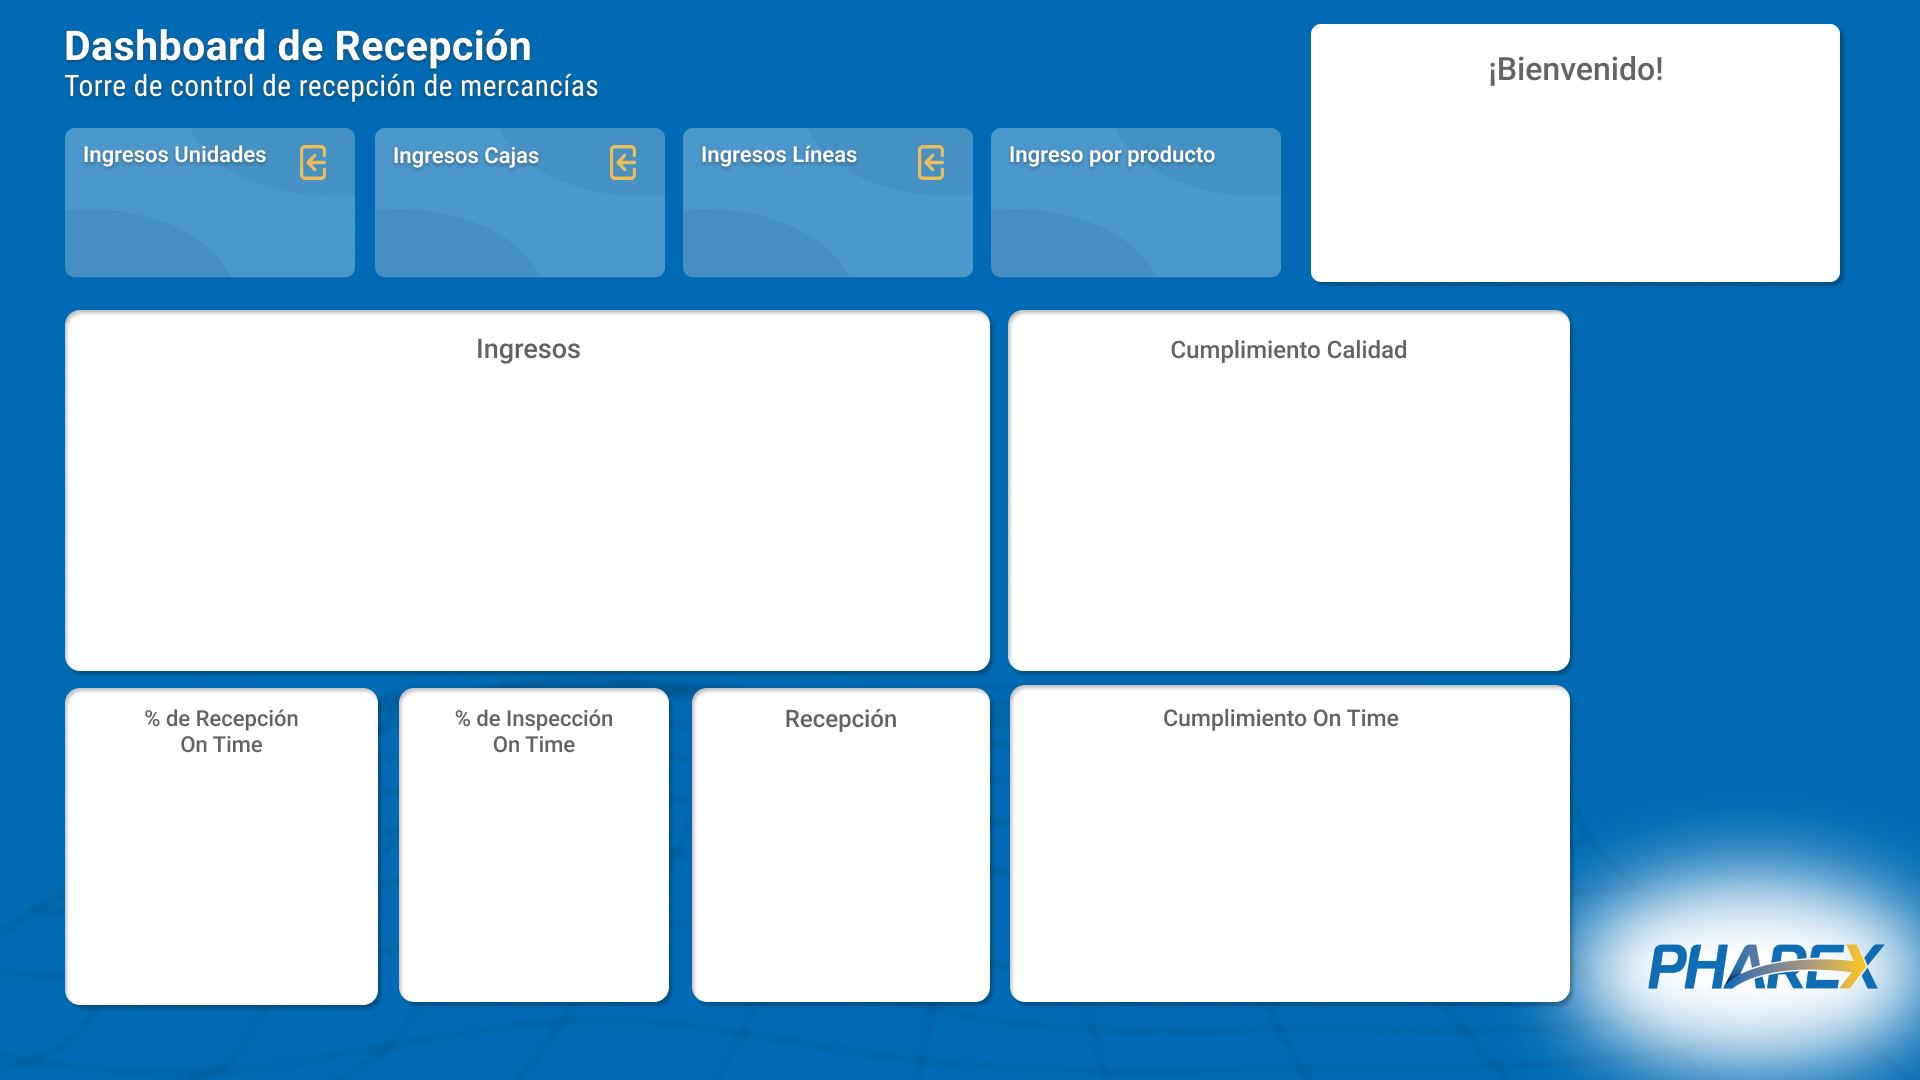 Dashboard de Recepción
Torre de control de recepción de mercancías
¡Bienvenido!
Ingresos Unidades
Ingresos Cajas
Ingresos Líneas
Ingreso por producto
Ingresos
Cumplimiento Calidad
% de Recepción
On Time
% de Inspección
On Time
Recepción
Cumplimiento On Time
PHAREX